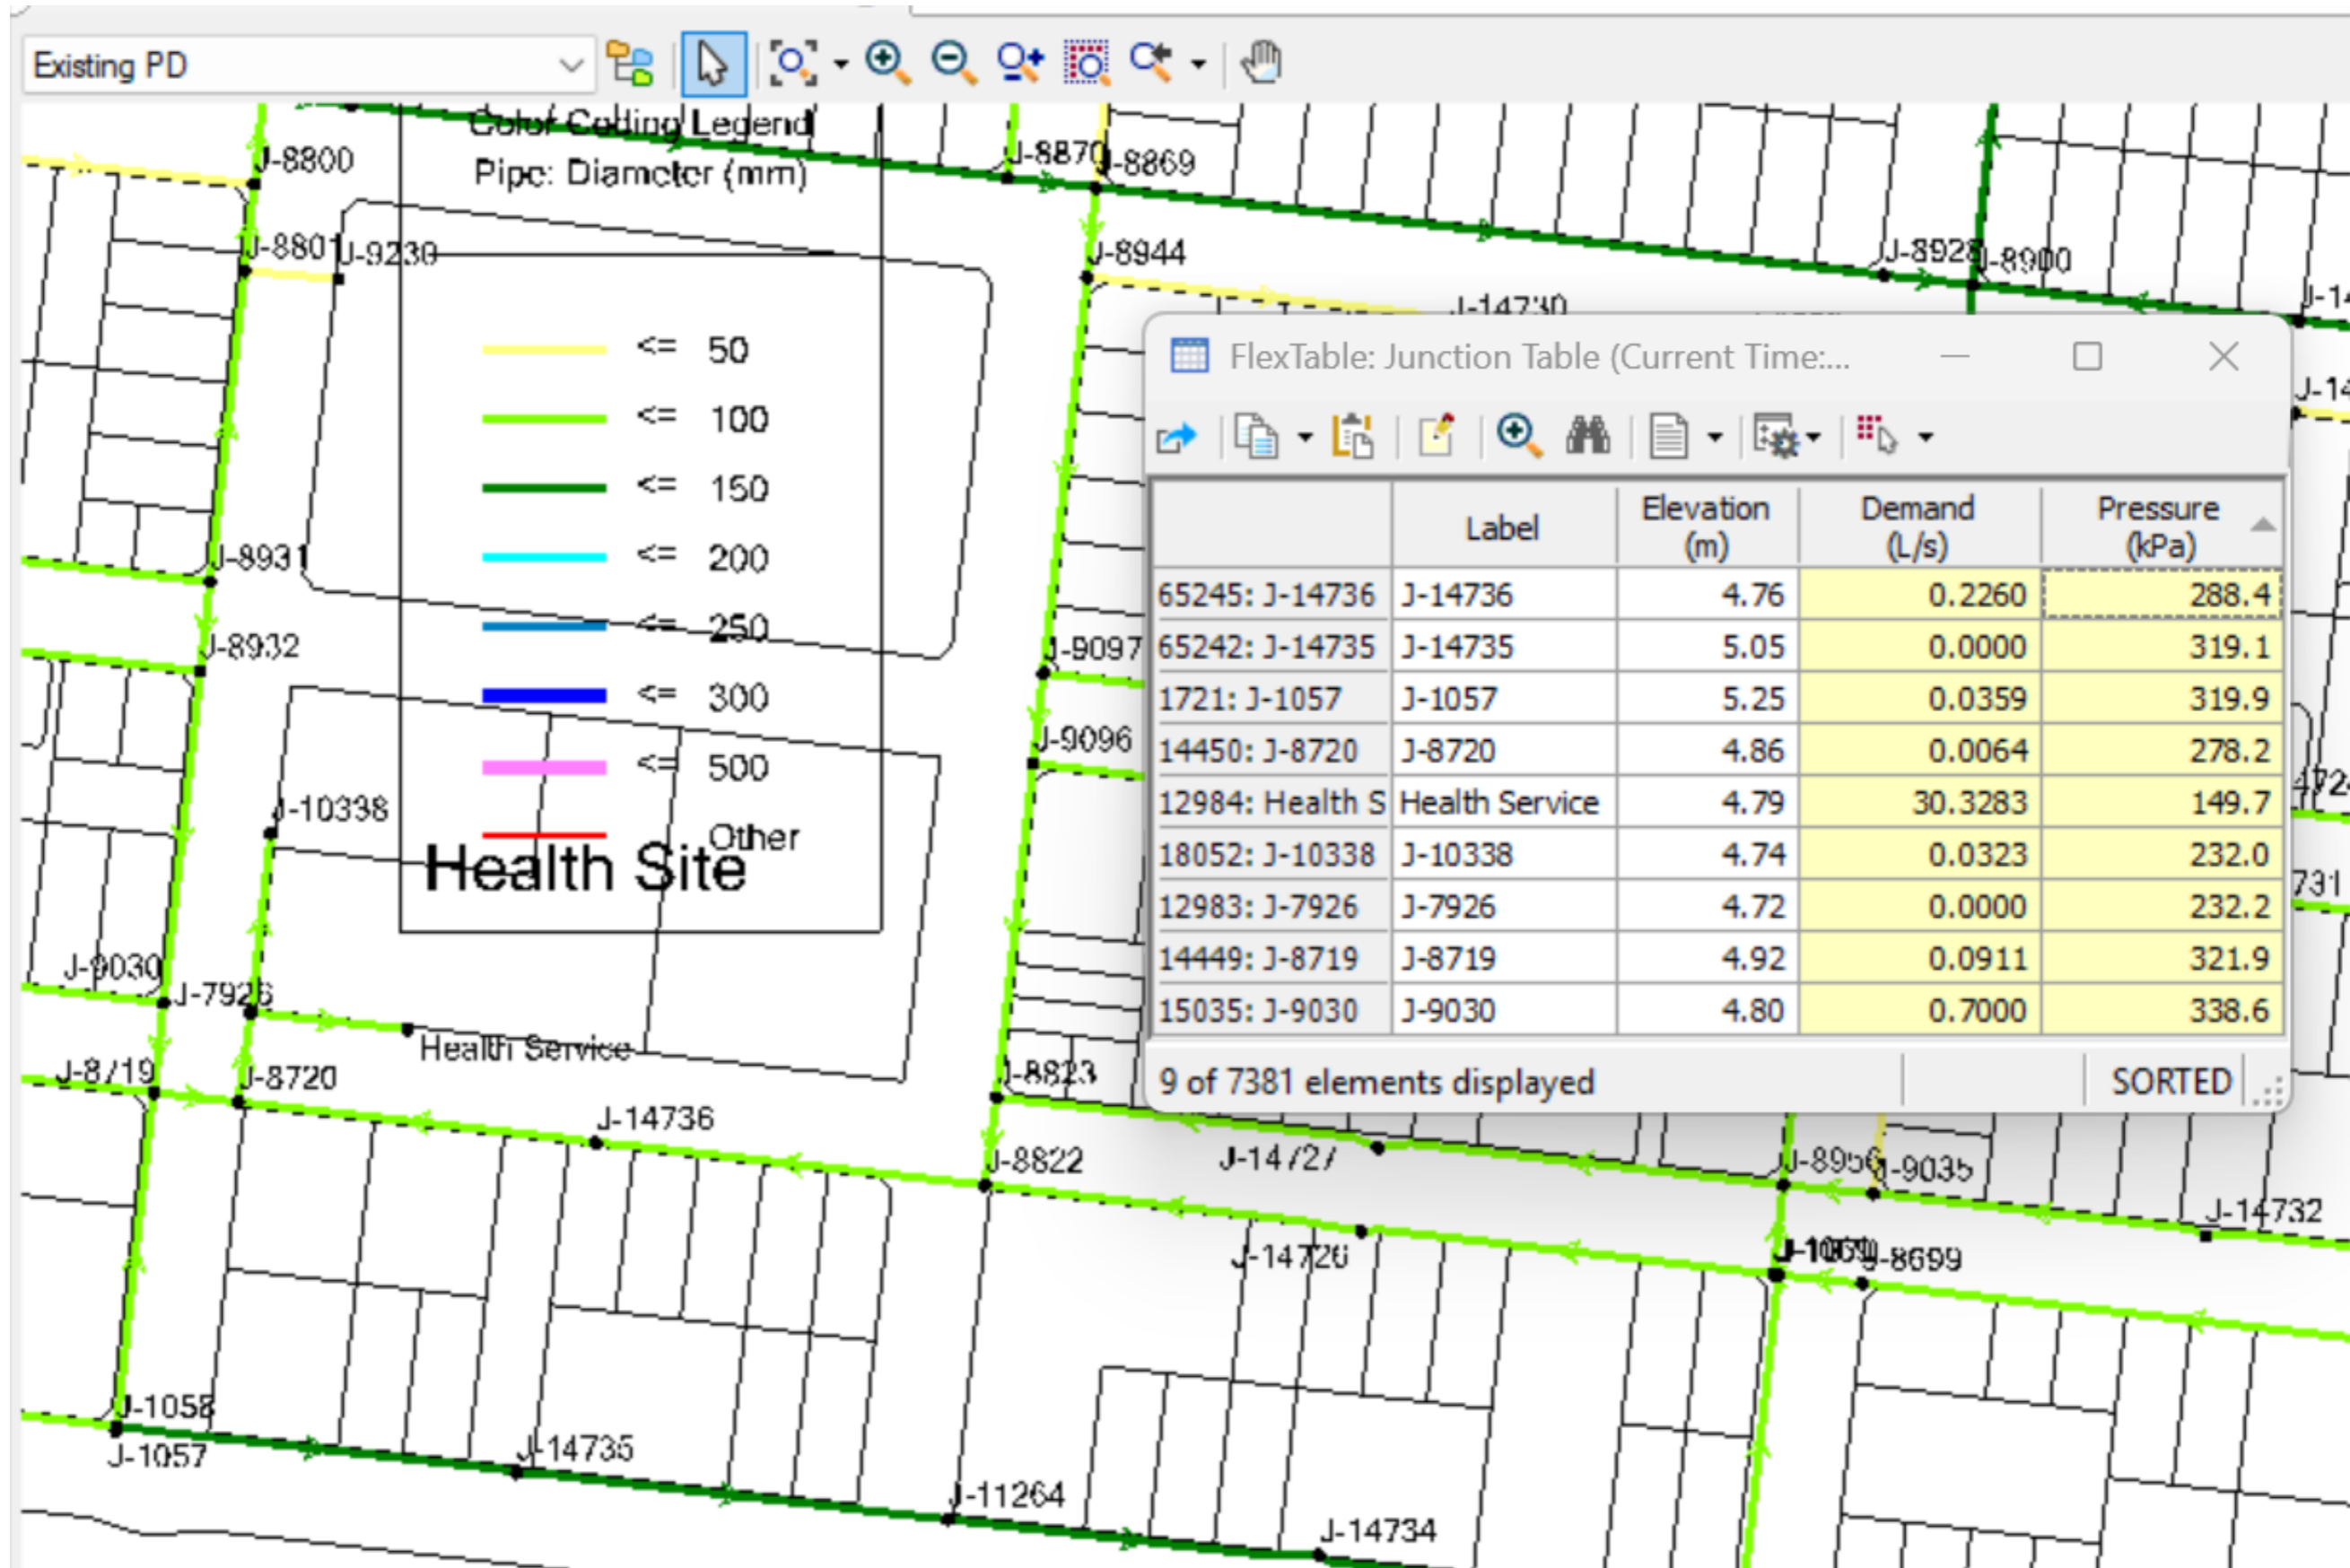 Existing PD
Color Coding Legend
Pipe: Diameter (mm)
<= 50
<= 100
<= 150
<= 200
<= 250
<= 300
<= 500
Other
Health Site
J-8800
J-8870
J-8869
J-8801
J-9239
J-8944
J-8928
J-8900
J-14730
J-8931
J-8932
J-9097
J-9096
J-10338
J-9030
J-7926
Health Service
J-8719
J-8720
J-14736
J-8823
J-8822
J-14727
J-8956
J-9035
J-14732
J-14726
J-8699
J-1058
J-1057
J-14735
J-11264
J-14734
FlexTable: Junction Table (Current Time:...
Label Elevation (m) Demand (L/s) Pressure (kPa)
65245: J-14736 J-14736 4.76 0.2260 288.4
65242: J-14735 J-14735 5.05 0.0000 319.1
1721: J-1057 J-1057 5.25 0.0359 319.9
14450: J-8720 J-8720 4.86 0.0064 278.2
12984: Health S Health Service 4.79 30.3283 149.7
18052: J-10338 J-10338 4.74 0.0323 232.0
12983: J-7926 J-7926 4.72 0.0000 232.2
14449: J-8719 J-8719 4.92 0.0911 321.9
15035: J-9030 J-9030 4.80 0.7000 338.6
9 of 7381 elements displayed SORTED